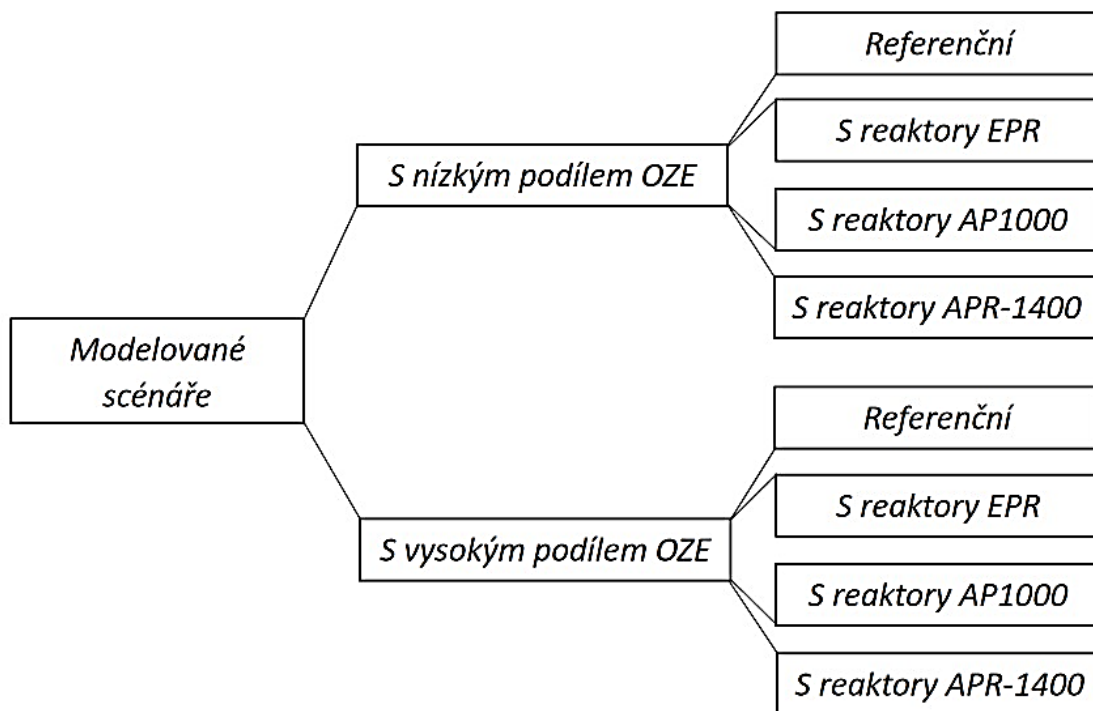 Referenční
S reaktory EPR
S nízkým podílem OZE
S reaktory AP1000
S reaktory APR-1400
Modelované
scénáře
Referenční
S reaktory EPR
S vysokým podílem OZE
S reaktory AP1000
S reaktory APR-1400